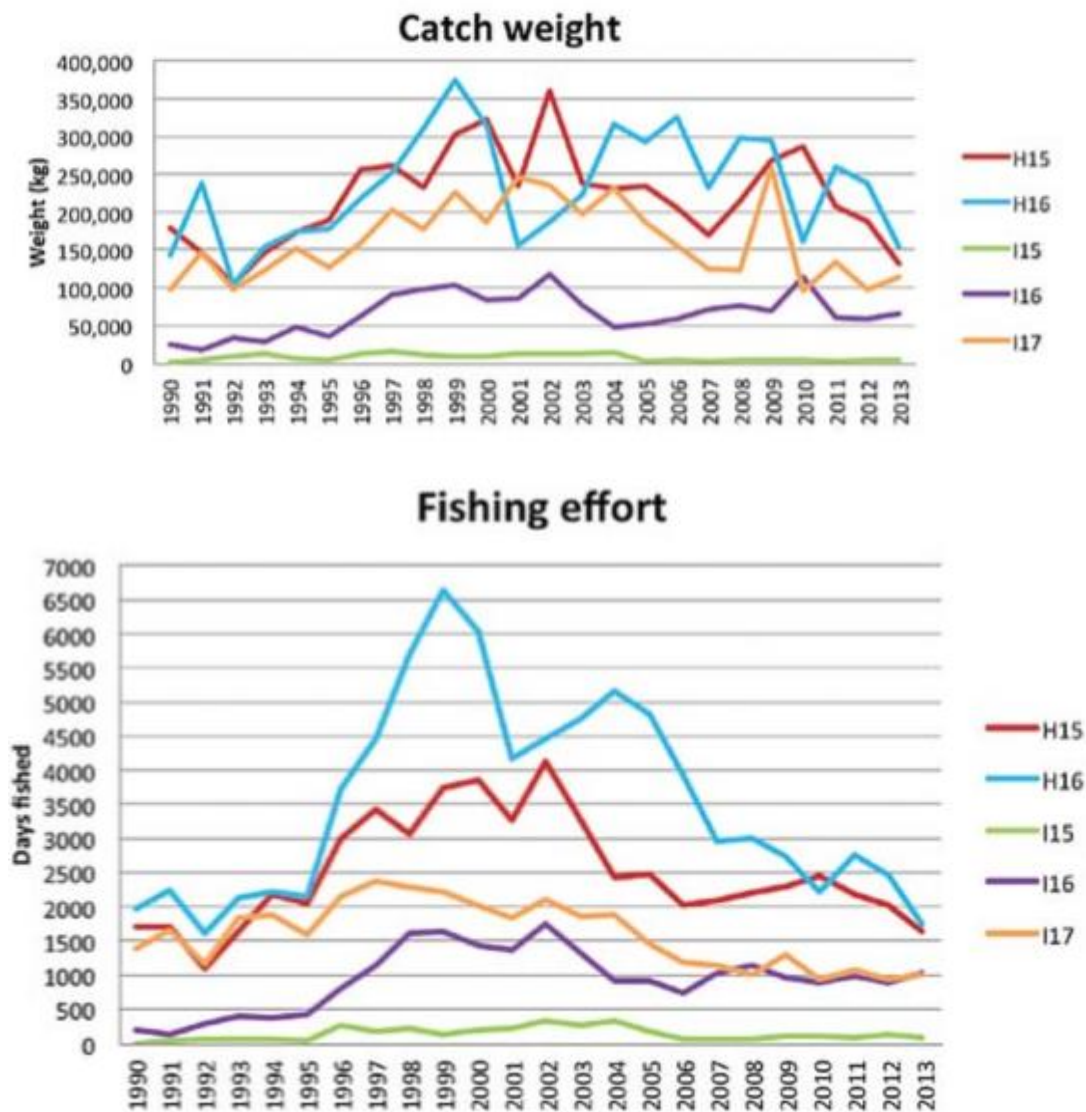 Catch weight
400,000
350,000
300,000
250,000
200,000
150,000
100,000
50,000
0
Weight (kg)
1990 1991 1992 1993 1994 1995 1996 1997 1998 1999 2000 2001 2002 2003 2004 2005 2006 2007 2008 2009 2010 2011 2012 2013
H15
H16
I15
I16
I17
Fishing effort
7000
6500
6000
5500
5000
4500
4000
3500
3000
2500
2000
1500
1000
500
0
Days fished
1990 1991 1992 1993 1994 1995 1996 1997 1998 1999 2000 2001 2002 2003 2004 2005 2006 2007 2008 2009 2010 2011 2012 2013
H15
H16
I15
I16
I17